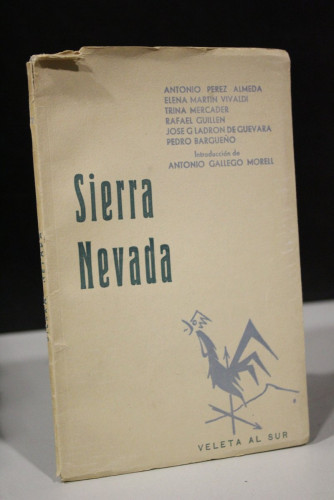 ANTONIO PEREZ ALMEDA
ELENA MARTÍN VIVALDI
TRINA MERCADER
RAFAEL GUILLEN
JOSE G LADRON DE GUEVARA
PEDRO BARGUEÑO
Introducción de
ANTONIO GALLEGO MORELL
Sierra
Nevada
VELETA AL SUR